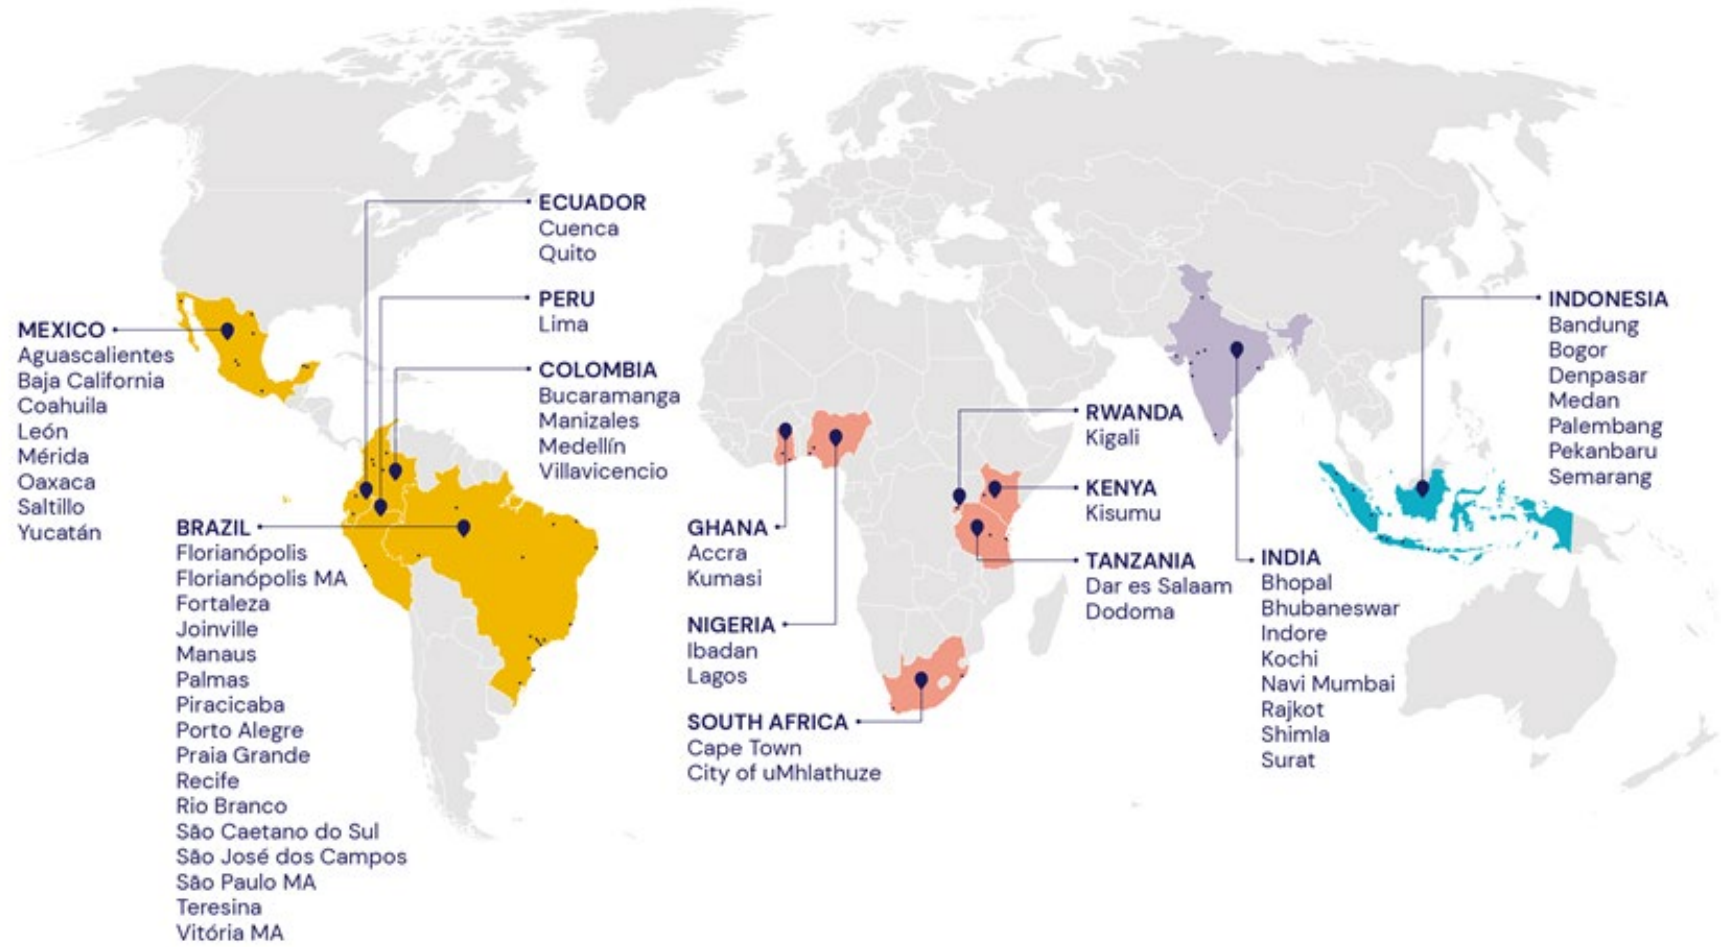 MEXICO
Aguascalientes
Baja California
Coahuila
León
Mérida
Oaxaca
Saltillo
Yucatán
BRAZIL
Florianópolis
Florianópolis MA
Fortaleza
Joinville
Manaus
Palmas
Piracicaba
Porto Alegre
Praia Grande
Recife
Rio Branco
São Caetano do Sul
São José dos Campos
São Paulo MA
Teresina
Vitória MA
ECUADOR
Cuenca
Quito
PERU
Lima
COLOMBIA
Bucaramanga
Manizales
Medellín
Villavicencio
GHANA
Accra
Kumasi
NIGERIA
Ibadan
Lagos
SOUTH AFRICA
Cape Town
City of uMhlathuze
RWANDA
Kigali
KENYA
Kisumu
TANZANIA
Dar es Salaam
Dodoma
INDIA
Bhopal
Bhubaneswar
Indore
Kochi
Navi Mumbai
Rajkot
Shimla
Surat
INDONESIA
Bandung
Bogor
Denpasar
Medan
Palembang
Pekanbaru
Semarang